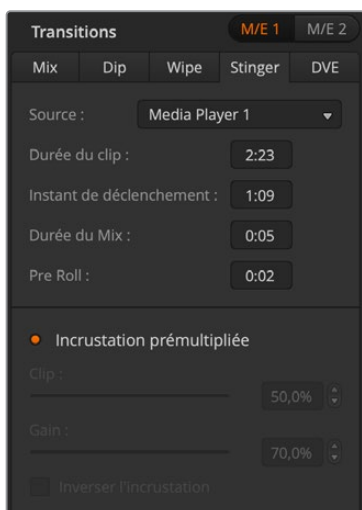 Transitions M/E 1 M/E 2
Mix Dip Wipe Stinger DVE
Source : Media Player 1
Durée du clip : 2:23
Instant de déclenchement : 1:09
Durée du Mix : 0:05
Pre Roll : 0:02
Incrustation prémultipliée
Clip :
50,0%
Gain :
70,0%
Inverser l'incrustation